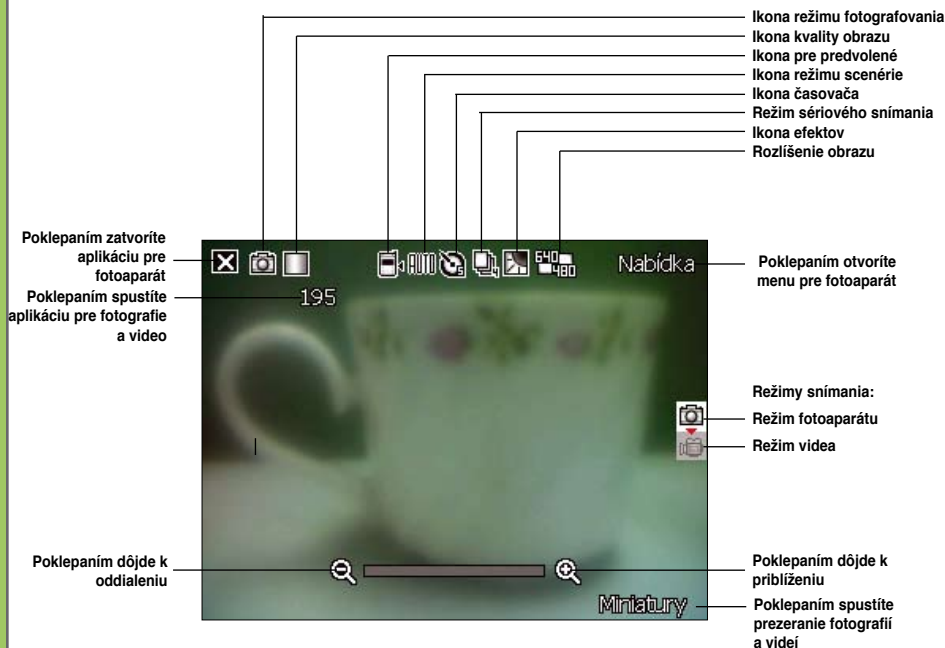 Ikona režimu fotografovania
Ikona kvality obrazu
Ikona pre predvolené
Ikona režimu scenérie
Ikona časovača
Režim sériového snímania
Ikona efektov
Rozlíšenie obrazu
Poklepaním zatvoríte
aplikáciu pre
fotoaparát
Poklepaním spustíte
aplikáciu pre fotografie
a video
AUTO
S
4
640
480
Nabídka
195
Poklepaním otvoríte
menu pre fotoaparát
Režimy snímania:
Režim fotoaparátu
Režim videa
Poklepaním dôjde k
oddialeniu
Poklepaním dôjde k
priblíženiu
Miniatury
Poklepaním spustíte
prezeranie fotografií
a videí